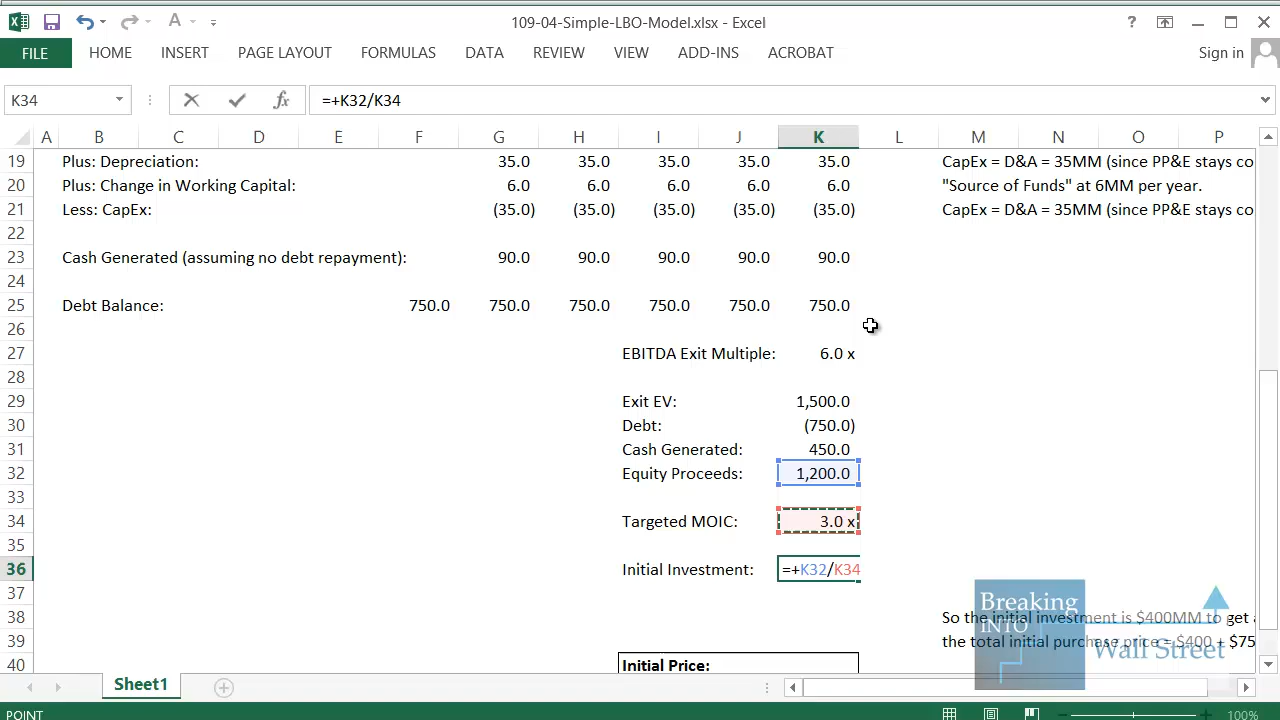 109-04-Simple-LBO-Model.xlsx - Excel
FILE HOME INSERT PAGE LAYOUT FORMULAS DATA REVIEW VIEW ADD-INS ACROBAT Sign in
K34 fx =+K32/K34
A B C D E F G H I J K L M N O P
19 Plus: Depreciation: 35.0 35.0 35.0 35.0 35.0 CapEx = D&A = 35MM (since PP&E stays co
20 Plus: Change in Working Capital: 6.0 6.0 6.0 6.0 6.0 "Source of Funds" at 6MM per year.
21 Less: CapEx: (35.0) (35.0) (35.0) (35.0) (35.0) CapEx = D&A = 35MM (since PP&E stays co
22
23 Cash Generated (assuming no debt repayment): 90.0 90.0 90.0 90.0 90.0
24
25 Debt Balance: 750.0 750.0 750.0 750.0 750.0 750.0
26
27 EBITDA Exit Multiple: 6.0 x
28
29 Exit EV: 1,500.0
30 Debt: (750.0)
31 Cash Generated: 450.0
32 Equity Proceeds: 1,200.0
33
34 Targeted MOIC: 3.0 x
35
36 Initial Investment: =+K32/K34
37
38 So the initial investment is $400MM to get
39 the total initial purchase price = $400 + $75
40 Initial Price:
Breaking
INTO
Wall Street
Sheet1
POINT 100%